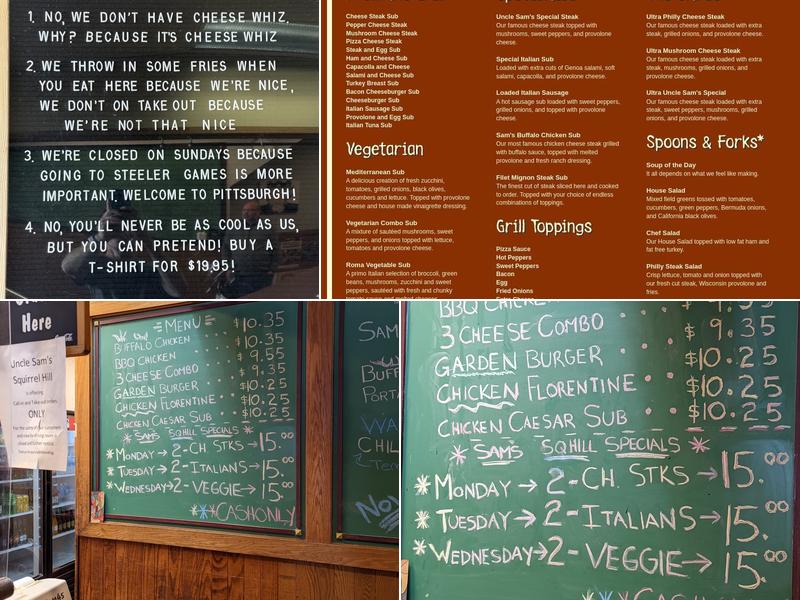 1. NO, WE DON'T HAVE CHEESE WHIZ.
WHY? BECAUSE IT'S CHEESE WHIZ
2. WE THROW IN SOME FRIES WHEN
YOU EAT HERE BECAUSE WE'RE NICE,
WE DON'T ON TAKE OUT BECAUSE
WE'RE NOT THAT NICE
3. WE'RE CLOSED ON SUNDAYS BECAUSE
GOING TO STEELER GAMES IS MORE
IMPORTANT. WELCOME TO PITTSBURGH!
4. NO, YOU'LL NEVER BE AS COOL AS US,
BUT YOU CAN PRETEND! BUY A
T-SHIRT FOR $19.95!
Cheese Steak Sub
Pepper Cheese Steak
Mushroom Cheese Steak
Pizza Cheese Steak
Steak and Egg Sub
Ham and Cheese Sub
Capacolla and Cheese
Salami and Cheese Sub
Turkey Breast Sub
Bacon Cheeseburger Sub
Cheeseburger Sub
Italian Sausage Sub
Provolone and Egg Sub
Italian Tuna Sub
Vegetarian
Mediterranean Sub
A delicious creation of fresh zucchini,
tomatoes, grilled onions, black olives,
cucumbers and lettuce. Topped with provolone
cheese and house made vinaigrette dressing.
Vegetarian Combo Sub
A mixture of sautéed mushrooms, sweet
peppers, and onions topped with lettuce,
tomatoes and provolone cheese.
Roma Vegetable Sub
A primo Italian selection of broccoli, green
beans, mushrooms, zucchini and sweet
peppers, sautéed with fresh and chunky
Uncle Sam's Special Steak
Our famous cheese steak topped with
mushrooms, sweet peppers, and provolone
cheese.
Special Italian Sub
Loaded with extra cuts of Genoa salami, soft
salami, capacolla, and provolone cheese.
Loaded Italian Sausage
A hot sausage sub loaded with sweet peppers,
grilled onions, and topped with provolone
cheese.
Sam's Buffalo Chicken Sub
Our most famous chicken cheese steak grilled
with buffalo sauce, topped with melted
provolone and fresh ranch dressing.
Filet Mignon Steak Sub
The finest cut of steak sliced here and cooked
to order. Topped with your choice of endless
combinations of toppings.
Grill Toppings
Pizza Sauce
Hot Peppers
Sweet Peppers
Bacon
Egg
Fried Onions
Ultra Philly Cheese Steak
Our famous cheese steak loaded with extra
steak, grilled onions, and provolone cheese.
Ultra Mushroom Cheese Steak
Our famous cheese steak loaded with extra
steak, mushrooms, grilled onions, and
provolone cheese.
Ultra Uncle Sam's Special
Our famous cheese steak loaded with extra
steak, grilled onions, mushrooms, sweet
peppers, and provolone cheese.
Spoons & Forks*
Soup of the Day
It all depends on what we feel like making.
House Salad
Mixed field greens tossed with tomatoes,
cucumbers, green peppers, Bermuda onions,
and California black olives.
Chef Salad
Our House Salad topped with low fat ham and
fat free turkey.
Philly Steak Salad
Crisp lettuce, tomato and onion topped with
our fresh cut steak, Wisconsin provolone and
fries.
Here
Uncle Sam's
Squirrel Hill
is offering
ONLY
MENU
BUFFALO CHICKEN $10.35
BBQ CHICKEN $10.35
3 CHEESE COMBO $9.55
GARDEN BURGER $10.25
CHICKEN FLORENTINE $10.25
CHICKEN CAESAR SUB $10.25
* SAMS SQ HILL SPECIALS *
* MONDAY → 2-CH STKS → 15.00
* TUESDAY → 2-ITALIANS → 15.00
* WEDNESDAY → 2-VEGGIE → 15.00
***CASH ONLY
SAM
BUFF
PORT
CHIL
BBQ
3 CHEESE COMBO $9.35
GARDEN BURGER $10.25
CHICKEN FLORENTINE $10.25
CHICKEN CAESAR SUB $10.25
* SAMS SQ HILL SPECIALS *
* MONDAY → 2-CH. STKS → 15.00
* TUESDAY → 2-ITALIANS → 15.00
* WEDNESDAY → 2-VEGGIE → 15.00